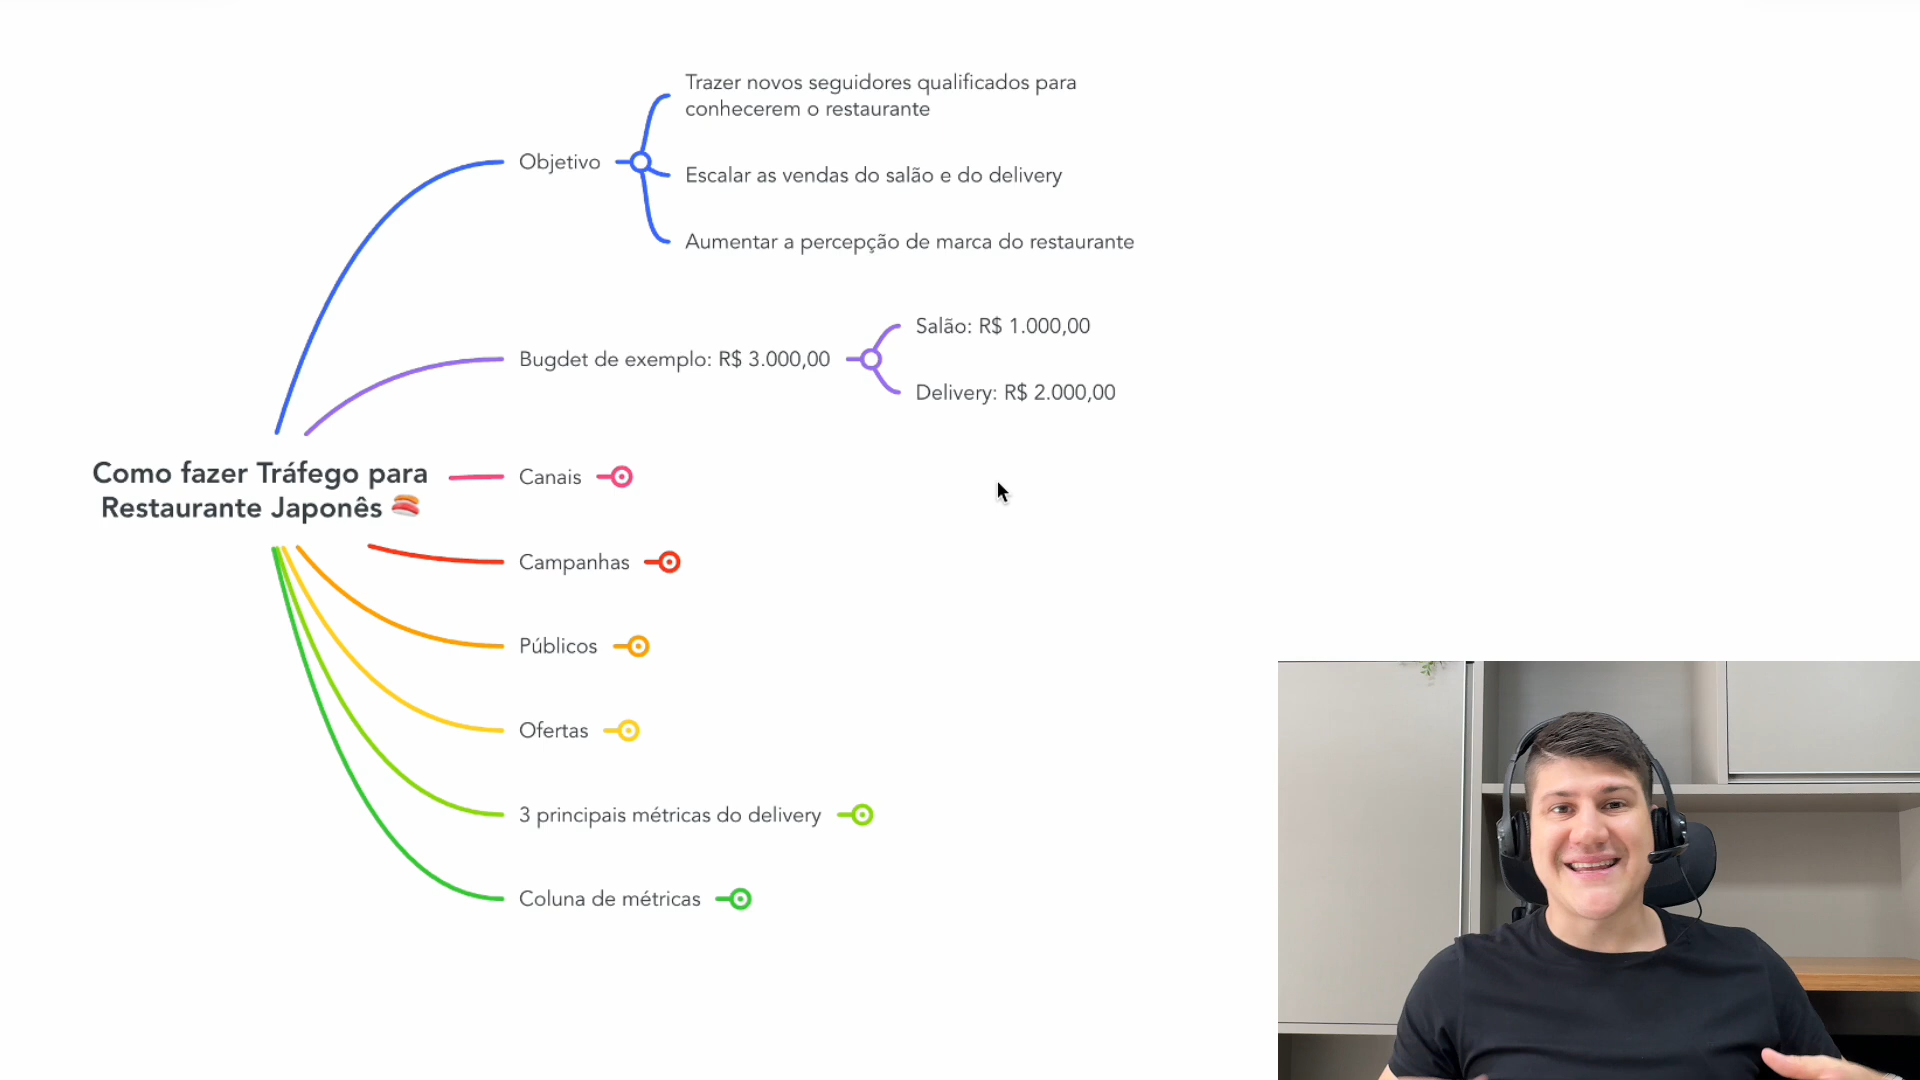 Trazer novos seguidores qualificados para
conhecerem o restaurante
Objetivo
Escalar as vendas do salão e do delivery
Aumentar a percepção de marca do restaurante
Salão: R$ 1.000,00
Bugdet de exemplo: R$ 3.000,00
Delivery: R$ 2.000,00
Como fazer Tráfego para
Restaurante Japonês 🍣
Canais
Campanhas
Públicos
Ofertas
3 principais métricas do delivery
Coluna de métricas